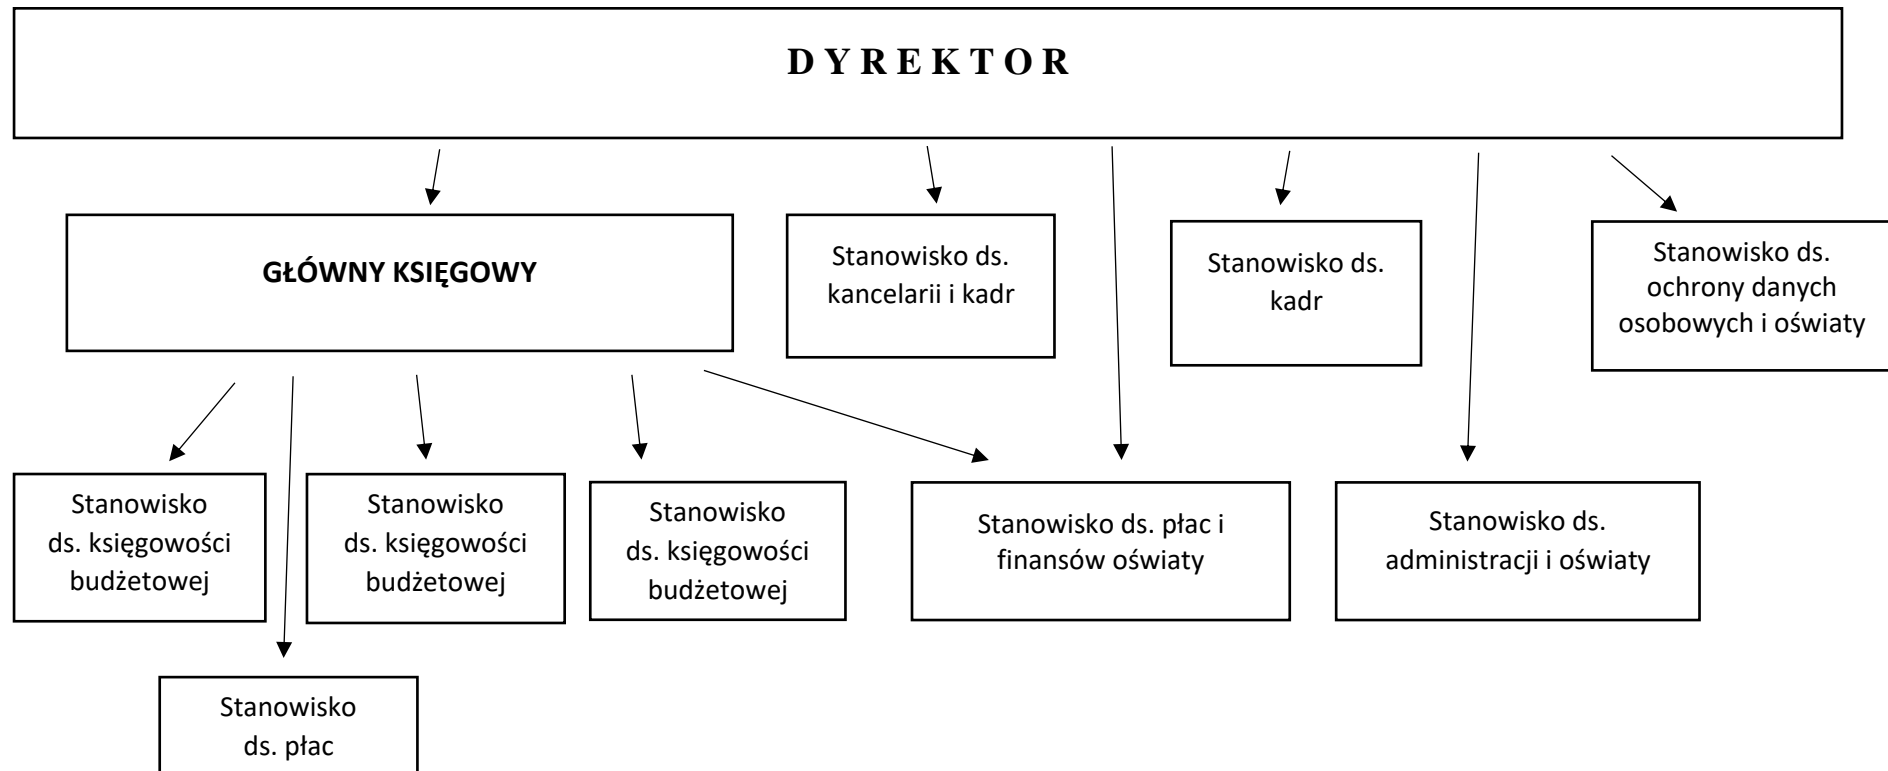 D Y R E K T O R
GŁÓWNY KSIĘGOWY
Stanowisko ds.
kancelarii i kadr
Stanowisko ds.
kadr
Stanowisko ds.
ochrony danych
osobowych i oświaty
Stanowisko
ds. księgowości
budżetowej
Stanowisko
ds. księgowości
budżetowej
Stanowisko
ds. księgowości
budżetowej
Stanowisko ds. płac i
finansów oświaty
Stanowisko ds.
administracji i oświaty
Stanowisko
ds. płac